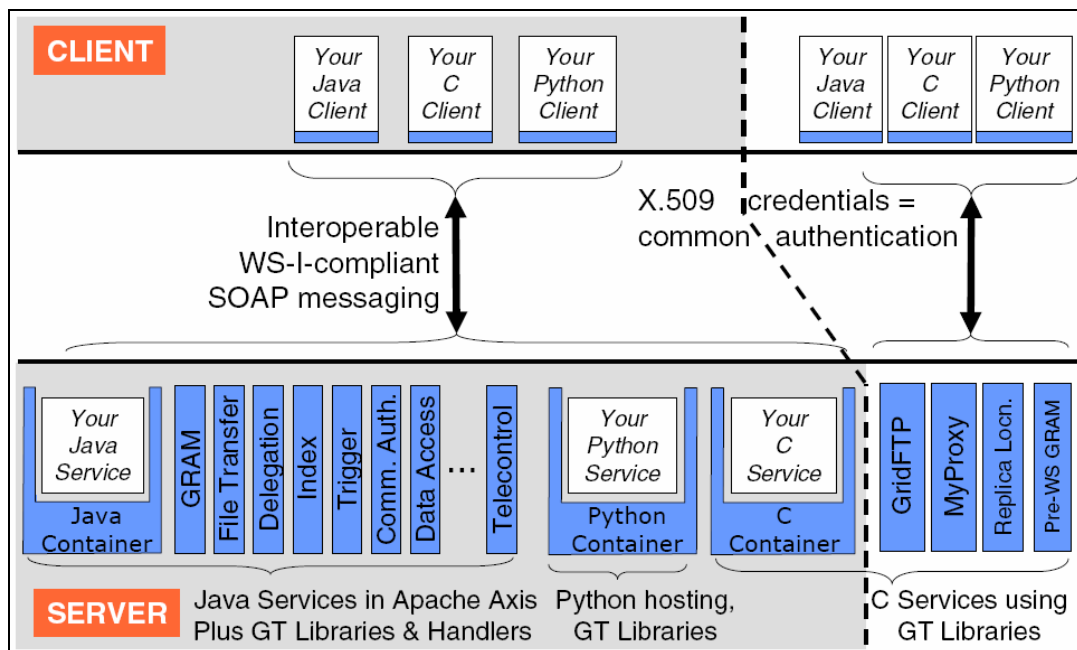 CLIENT
Your
Java
Client
Your
C
Client
Your
Python
Client
Your
Java
Client
Your
C
Client
Your
Python
Client
Interoperable
WS-I-compliant
SOAP messaging
X.509 credentials =
common authentication
Your
Java
Service
Java
Container
GRAM
File Transfer
Delegation
Index
Trigger
Comm. Auth.
Data Access
...
Telecontrol
Your
Python
Service
Python
Container
Your
C
Service
C
Container
GridFTP
MyProxy
Replica Locn.
Pre-WS GRAM
SERVER
Java Services in Apache Axis
Plus GT Libraries & Handlers
Python hosting,
GT Libraries
C Services using
GT Libraries